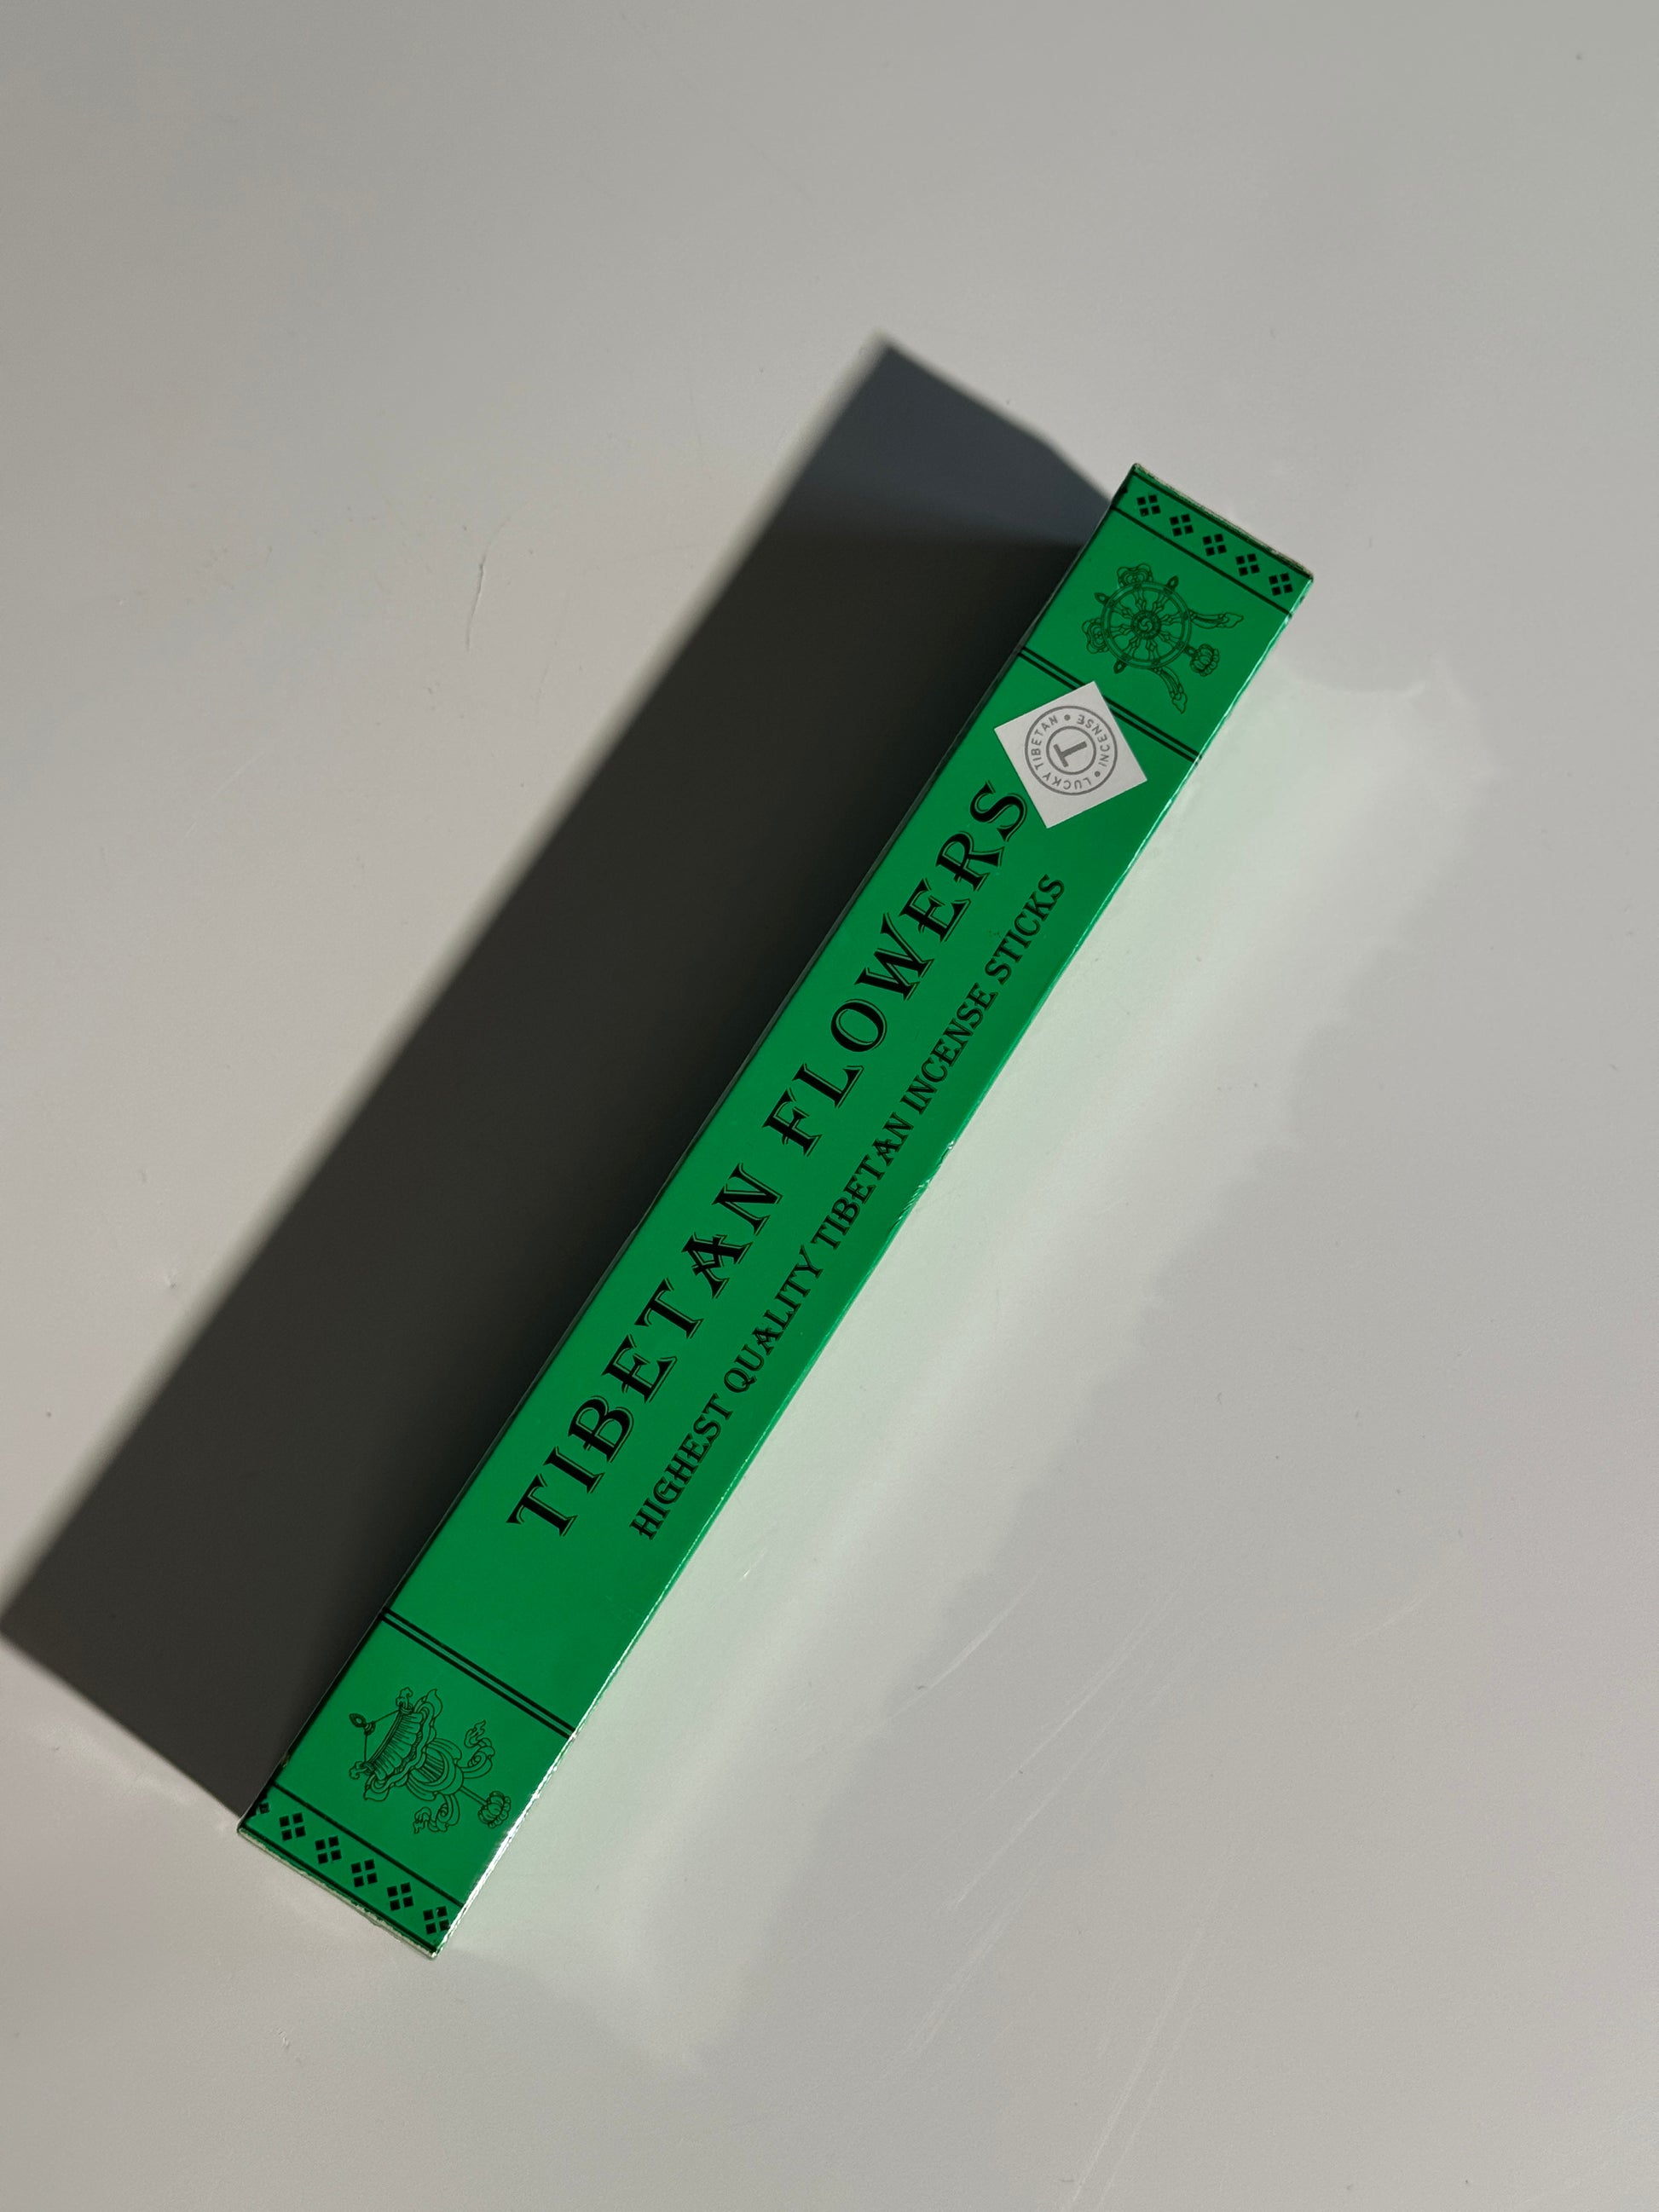 TIBETAN FLOWERS
HIGHEST QUALITY TIBETAN INCENSE STICKS
LUCKY TIBETAN • INCENSE •
T